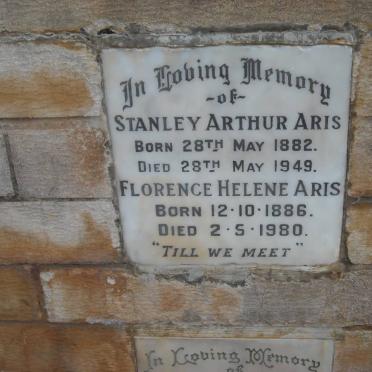 In Loving Memory
-of-
STANLEY ARTHUR ARIS
BORN 28TH MAY 1882.
DIED 28TH MAY 1949.
FLORENCE HELENE ARIS
BORN 12·10·1886.
DIED 2·5·1980.
"TILL WE MEET"
In Loving Memory
of